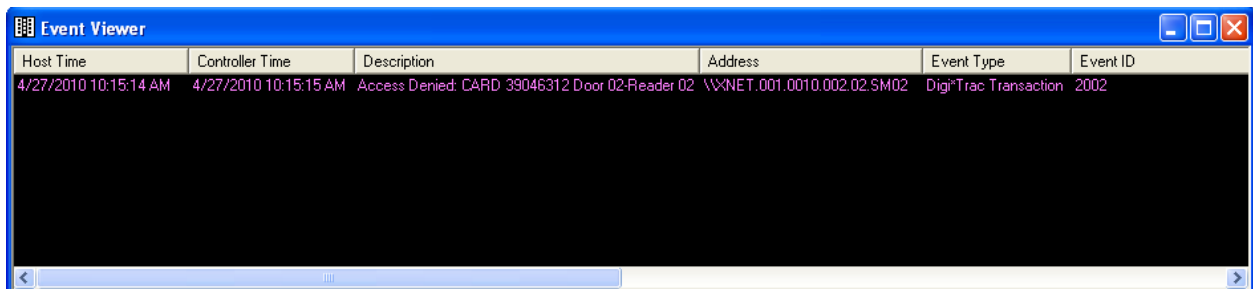 Event Viewer
Host Time Controller Time Description Address Event Type Event ID
4/27/2010 10:15:14 AM 4/27/2010 10:15:15 AM Access Denied: CARD 39046312 Door 02-Reader 02 \\XNET.001.0010.002.02.SM02 Digi*Trac Transaction 2002